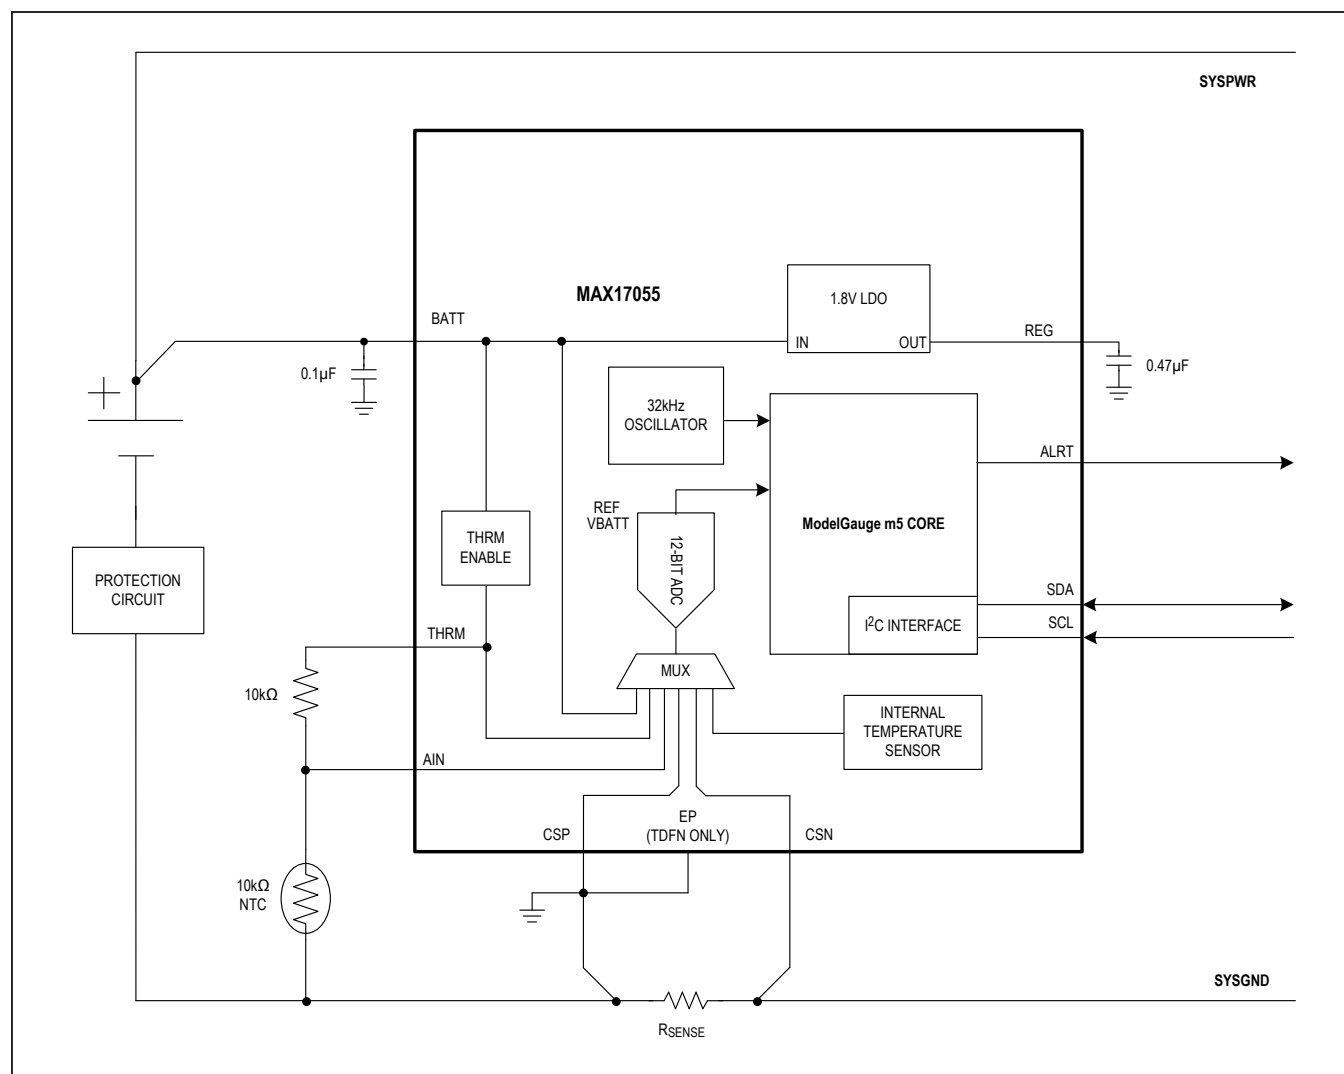 SYSPWR
MAX17055
1.8V LDO
BATT
REG
IN
OUT
0.1µF
0.47µF
+
32kHz
OSCILLATOR
ALRT
REF
VBATT
ModelGauge m5 CORE
THRM
ENABLE
12-BIT ADC
PROTECTION
CIRCUIT
SDA
I²C INTERFACE
SCL
THRM
MUX
10kΩ
INTERNAL
TEMPERATURE
SENSOR
AIN
EP
(TDFN ONLY)
CSP
CSN
10kΩ
NTC
SYSGND
RSENSE